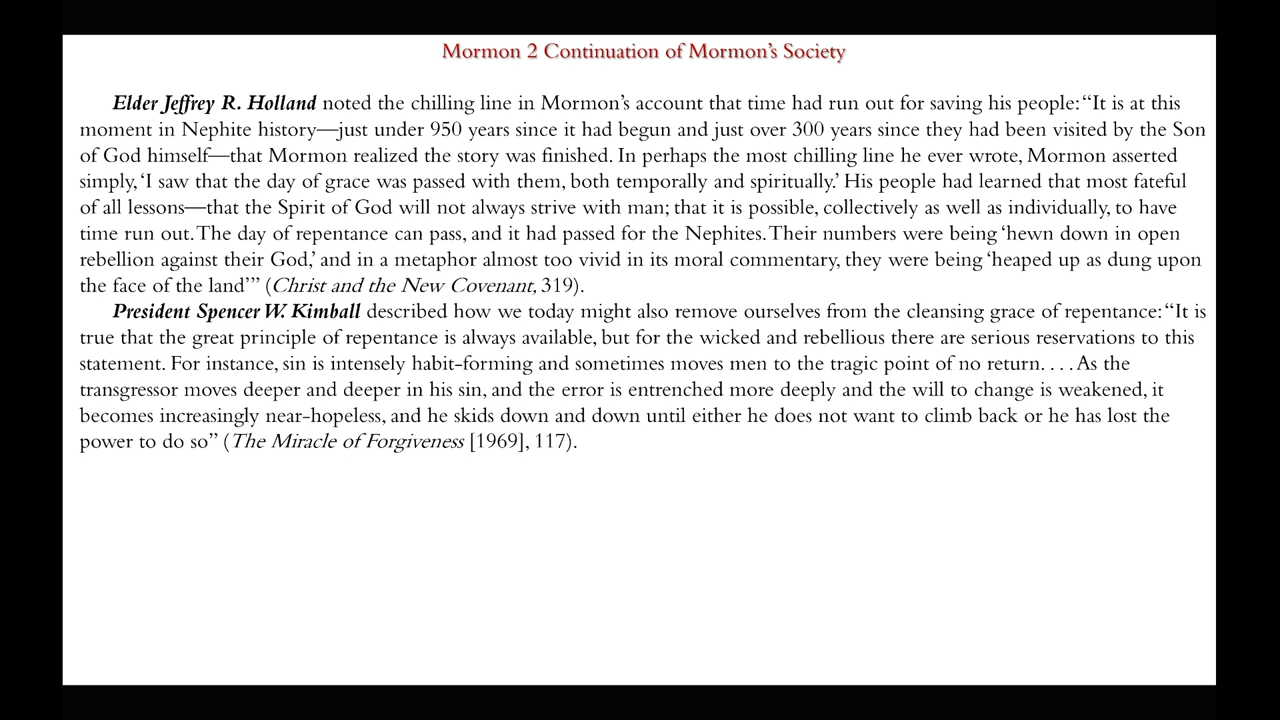 Mormon 2 Continuation of Mormon's Society
Elder Jeffrey R. Holland noted the chilling line in Mormon's account that time had run out for saving his people: “It is at this
moment in Nephite history—just under 950 years since it had begun and just over 300 years since they had been visited by the Son
of God himself—that Mormon realized the story was finished. In perhaps the most chilling line he ever wrote, Mormon asserted
simply, ‘I saw that the day of grace was passed with them, both temporally and spiritually.’ His people had learned that most fateful
of all lessons—that the Spirit of God will not always strive with man; that it is possible, collectively as well as individually, to have
time run out. The day of repentance can pass, and it had passed for the Nephites. Their numbers were being ‘hewn down in open
rebellion against their God,’ and in a metaphor almost too vivid in its moral commentary, they were being ‘heaped up as dung upon
the face of the land’” (Christ and the New Covenant, 319).
President Spencer W. Kimball described how we today might also remove ourselves from the cleansing grace of repentance: “It is
true that the great principle of repentance is always available, but for the wicked and rebellious there are serious reservations to this
statement. For instance, sin is intensely habit-forming and sometimes moves men to the tragic point of no return. . . . As the
transgressor moves deeper and deeper in his sin, and the error is entrenched more deeply and the will to change is weakened, it
becomes increasingly near-hopeless, and he skids down and down until either he does not want to climb back or he has lost the
power to do so” (The Miracle of Forgiveness [1969], 117).